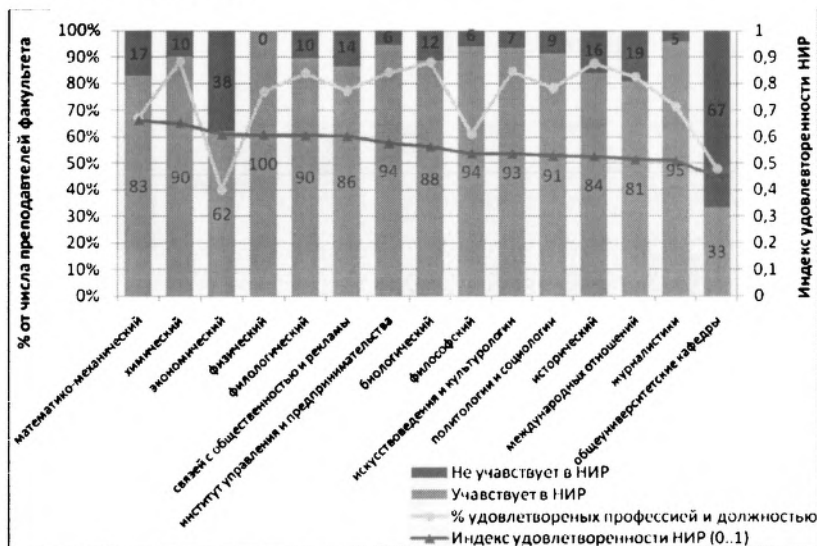 % от числа преподавателей факультета
100%
90%
80%
70%
60%
50%
40%
30%
20%
10%
0%
17 10 38 0 10 14 6 12 6 7 9 16 19 5 67
83 90 62 100 90 86 94 88 94 93 91 84 81 95 33
1
0,9
0,8
0,7
0,6
0,5
0,4
0,3
0,2
0,1
0
Индекс удовлевторенности НИР
математико-механический
химический
экономический
физический
филологический
связей с общественностью и рекламы
институт управления и предпринимательства
биологический
философский
искусствоведения и культурологии
политологии и социологии
исторический
международных отношений
журналистики
общеуниверситетские кафедры
Не учавствует в НИР
Учавствует в НИР
% удовлетвореных профессией и должностью
Индекс удовлетворенности НИР (0..1)